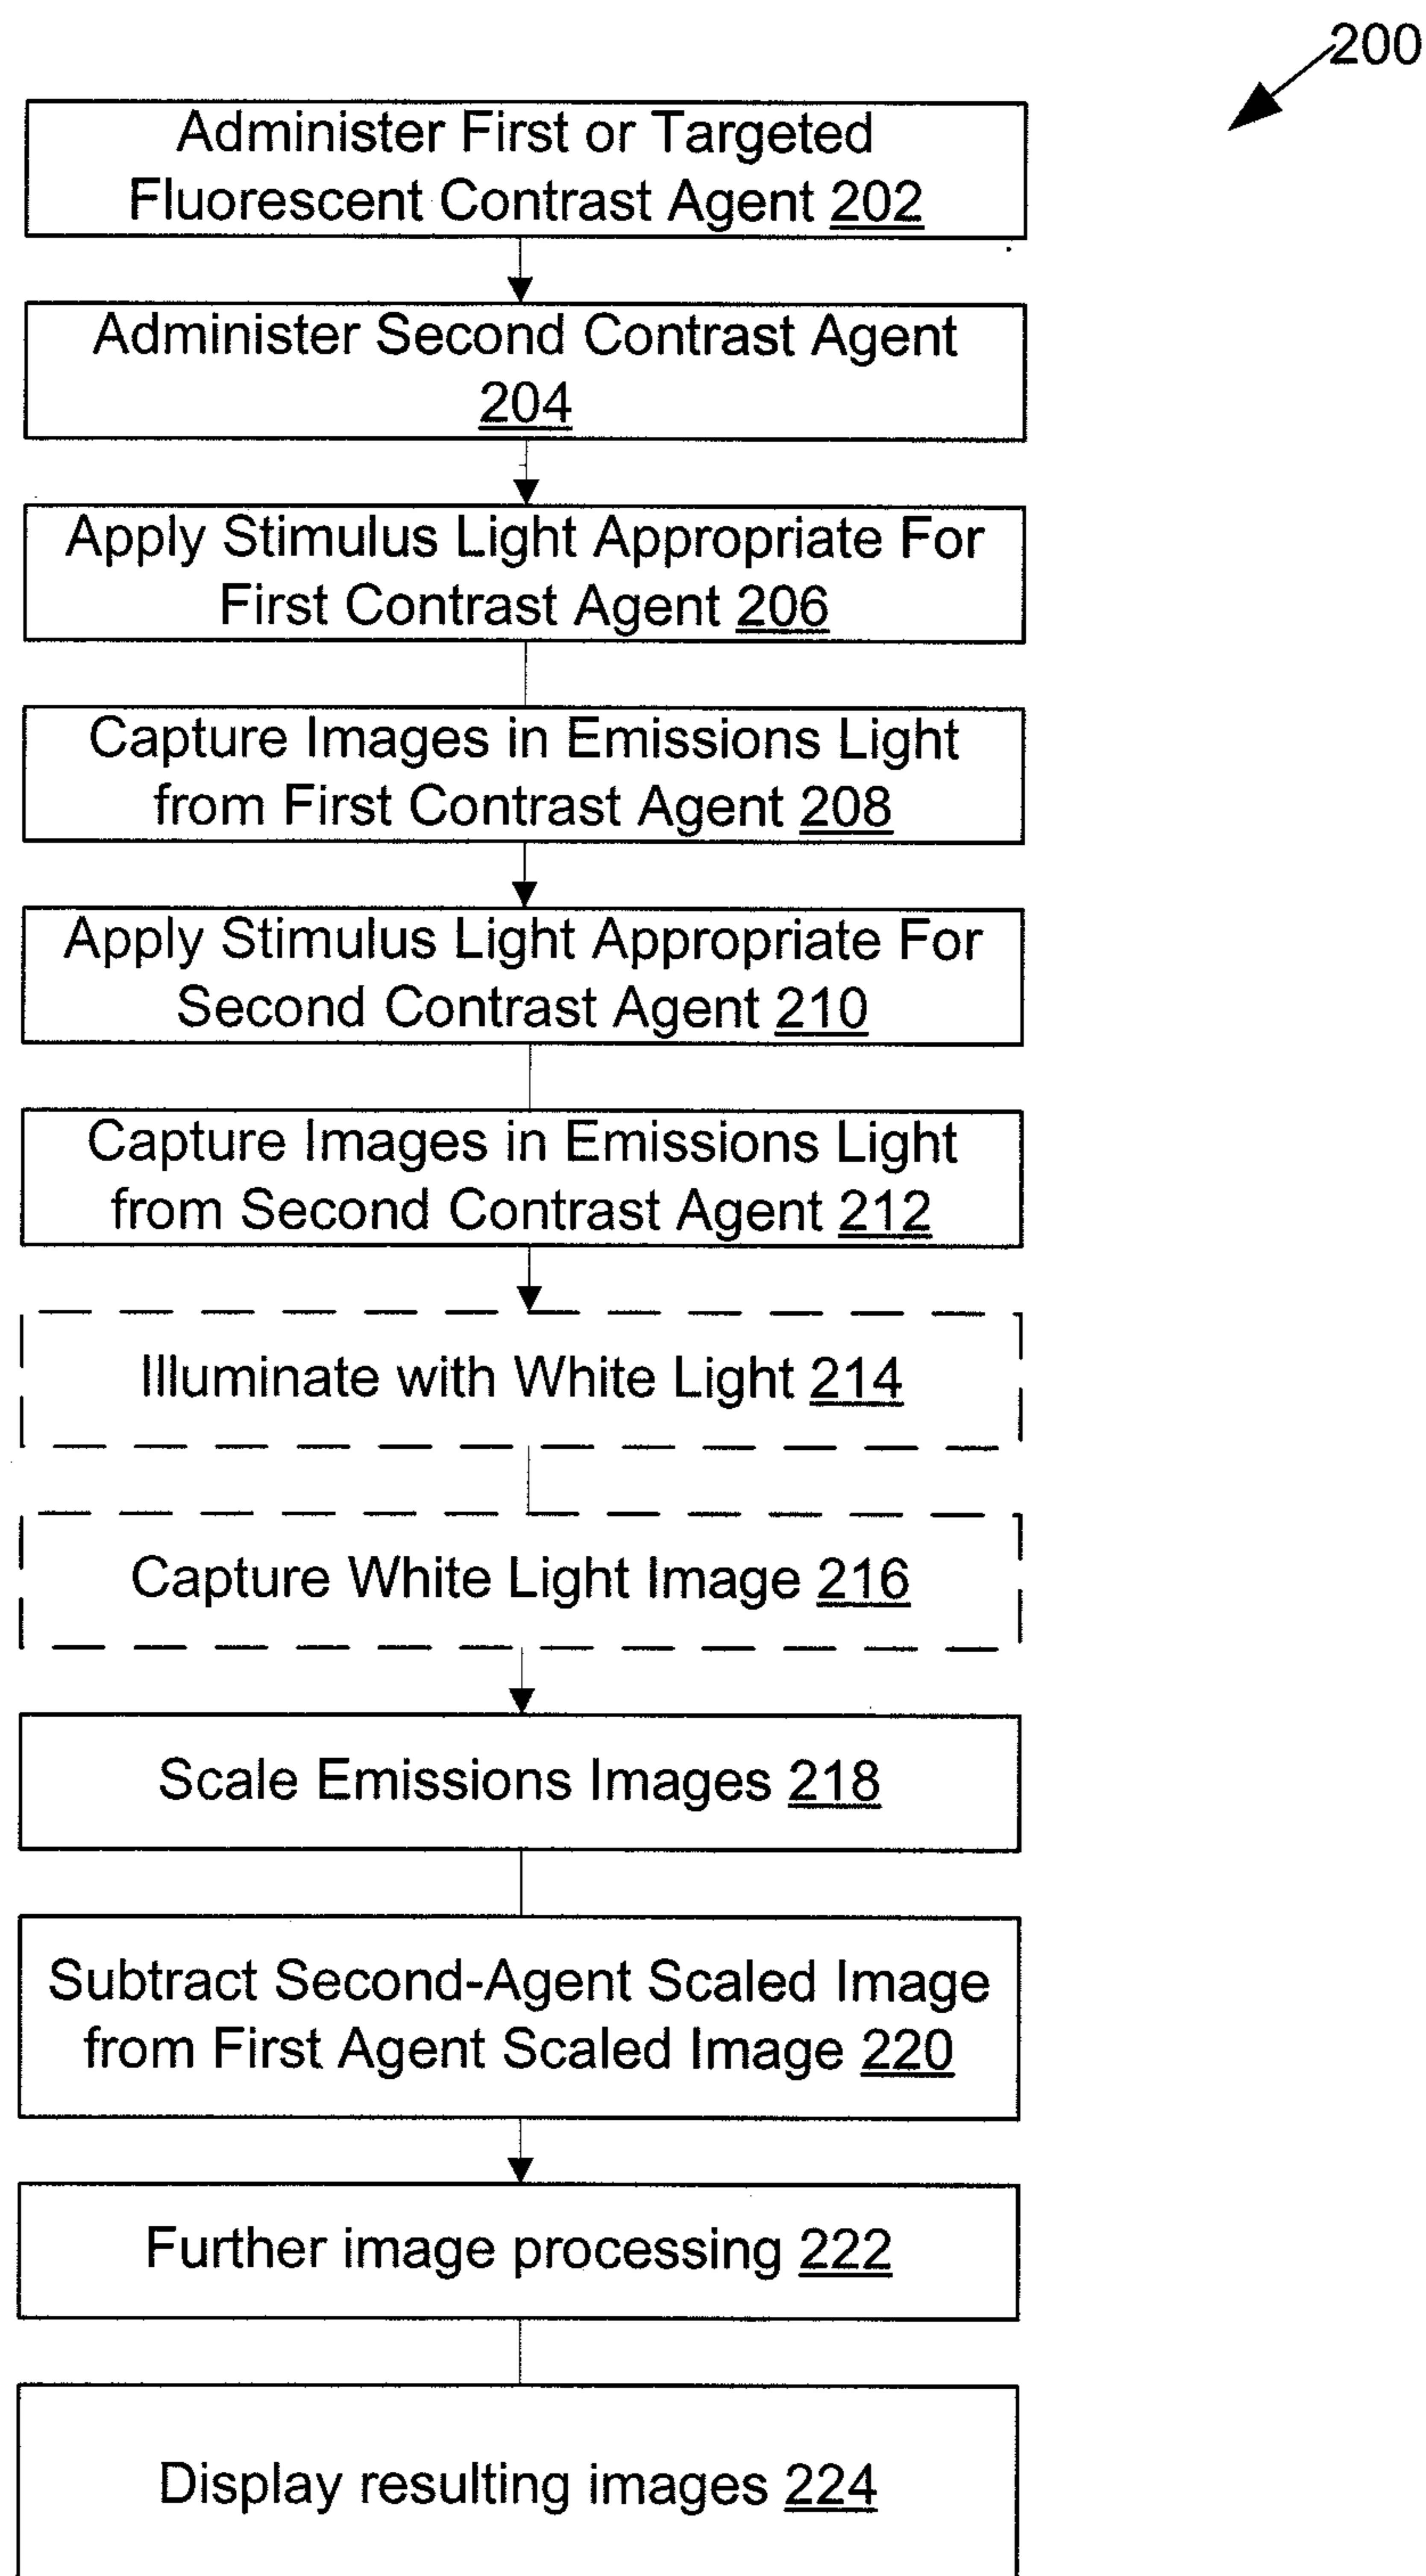 200
Administer First or Targeted
Fluorescent Contrast Agent 202
Administer Second Contrast Agent
204
Apply Stimulus Light Appropriate For
First Contrast Agent 206
Capture Images in Emissions Light
from First Contrast Agent 208
Apply Stimulus Light Appropriate For
Second Contrast Agent 210
Capture Images in Emissions Light
from Second Contrast Agent 212
Illuminate with White Light 214
Capture White Light Image 216
Scale Emissions Images 218
Subtract Second-Agent Scaled Image
from First Agent Scaled Image 220
Further image processing 222
Display resulting images 224